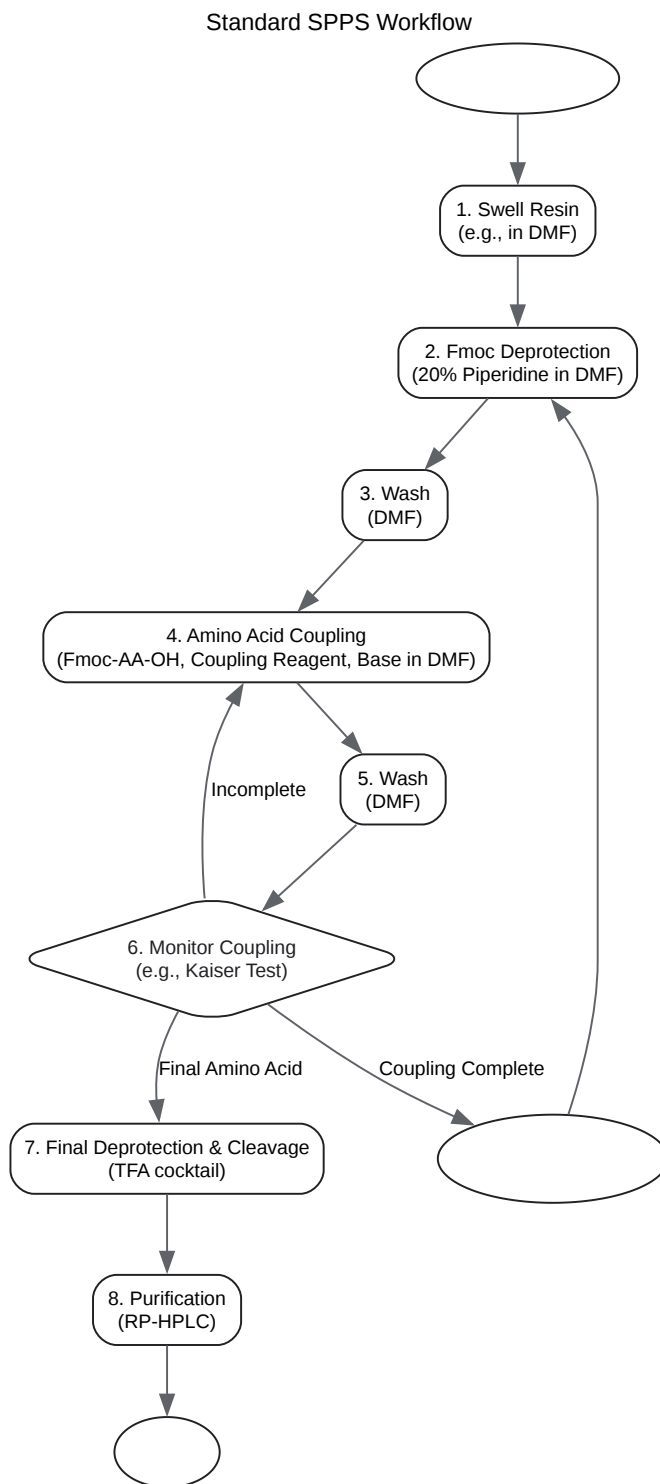 Standard SPPS Workflow
1. Swell Resin
(e.g., in DMF)
2. Fmoc Deprotection
(20% Piperidine in DMF)
3. Wash
(DMF)
4. Amino Acid Coupling
(Fmoc-AA-OH, Coupling Reagent, Base in DMF)
Incomplete
5. Wash
(DMF)
6. Monitor Coupling
(e.g., Kaiser Test)
Final Amino Acid
Coupling Complete
7. Final Deprotection & Cleavage
(TFA cocktail)
8. Purification
(RP-HPLC)